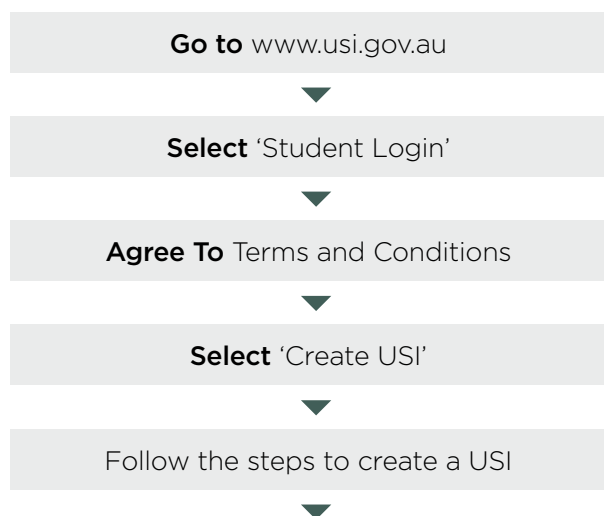 Go to www.usi.gov.au
Select ‘Student Login’
Agree To Terms and Conditions
Select ‘Create USI’
Follow the steps to create a USI